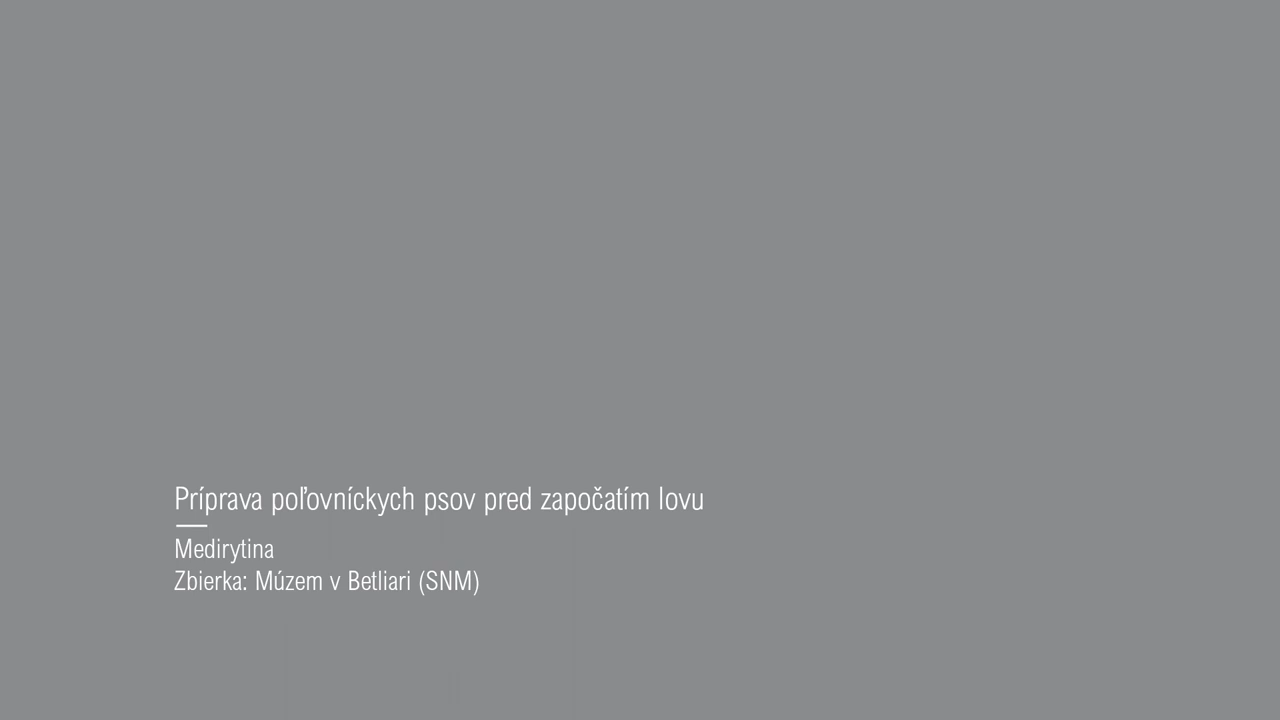 Príprava poľovníckych psov pred započatím lovu
Medirytina
Zbierka: Múzem v Betliari (SNM)